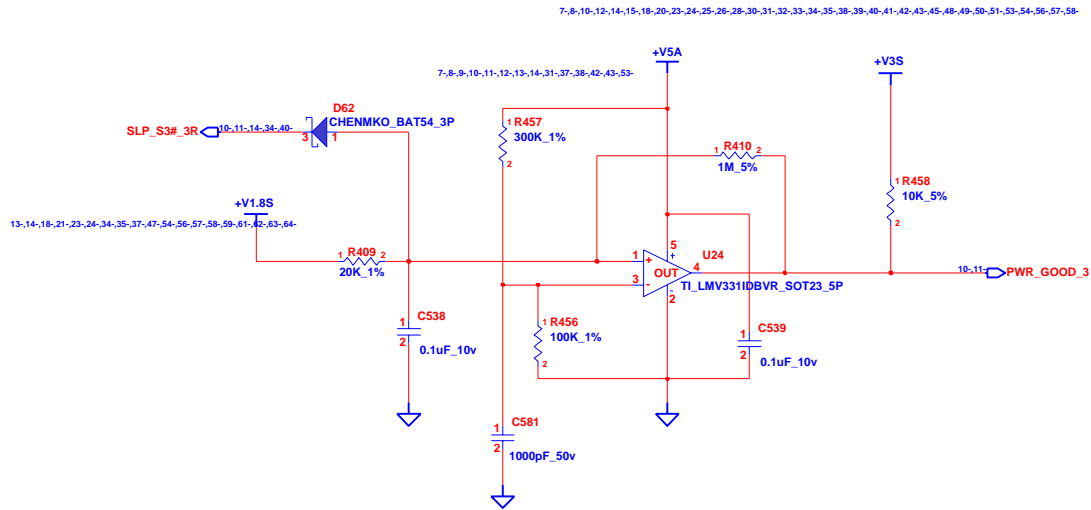 7-,8-,10-,12-,14-,15-,18-,20-,23-,24-,25-,26-,28-,30-,31-,32-,33-,34-,35-,38-,39-,40-,41-,42-,43-,45-,48-,49-,50-,51-,53-,54-,56-,57-,58-
+V5A
+V3S
7-,8-,9-,10-,11-,12-,13-,14-,31-,37-,38-,42-,43-,53-
D62
CHENMKO_BAT54_3P
SLP_S3#_3R
10-,11-,14-,34-,40-
3
1
1
R457
300K_1%
2
1
R410
2
1M_5%
1
R458
10K_5%
2
+V1.8S
13-,14-,18-,21-,23-,24-,34-,35-,37-,47-,54-,56-,57-,58-,59-,61-,62-,63-,64-
1
R409
2
20K_1%
5
U24
+
1
+
OUT
4
3
-
-
2
TI_LMV331IDBVR_SOT23_5P
10-,11-
PWR_GOOD_3
C538
1
2
0.1uF_10v
1
R456
100K_1%
2
C539
1
2
0.1uF_10v
C581
1
2
1000pF_50v